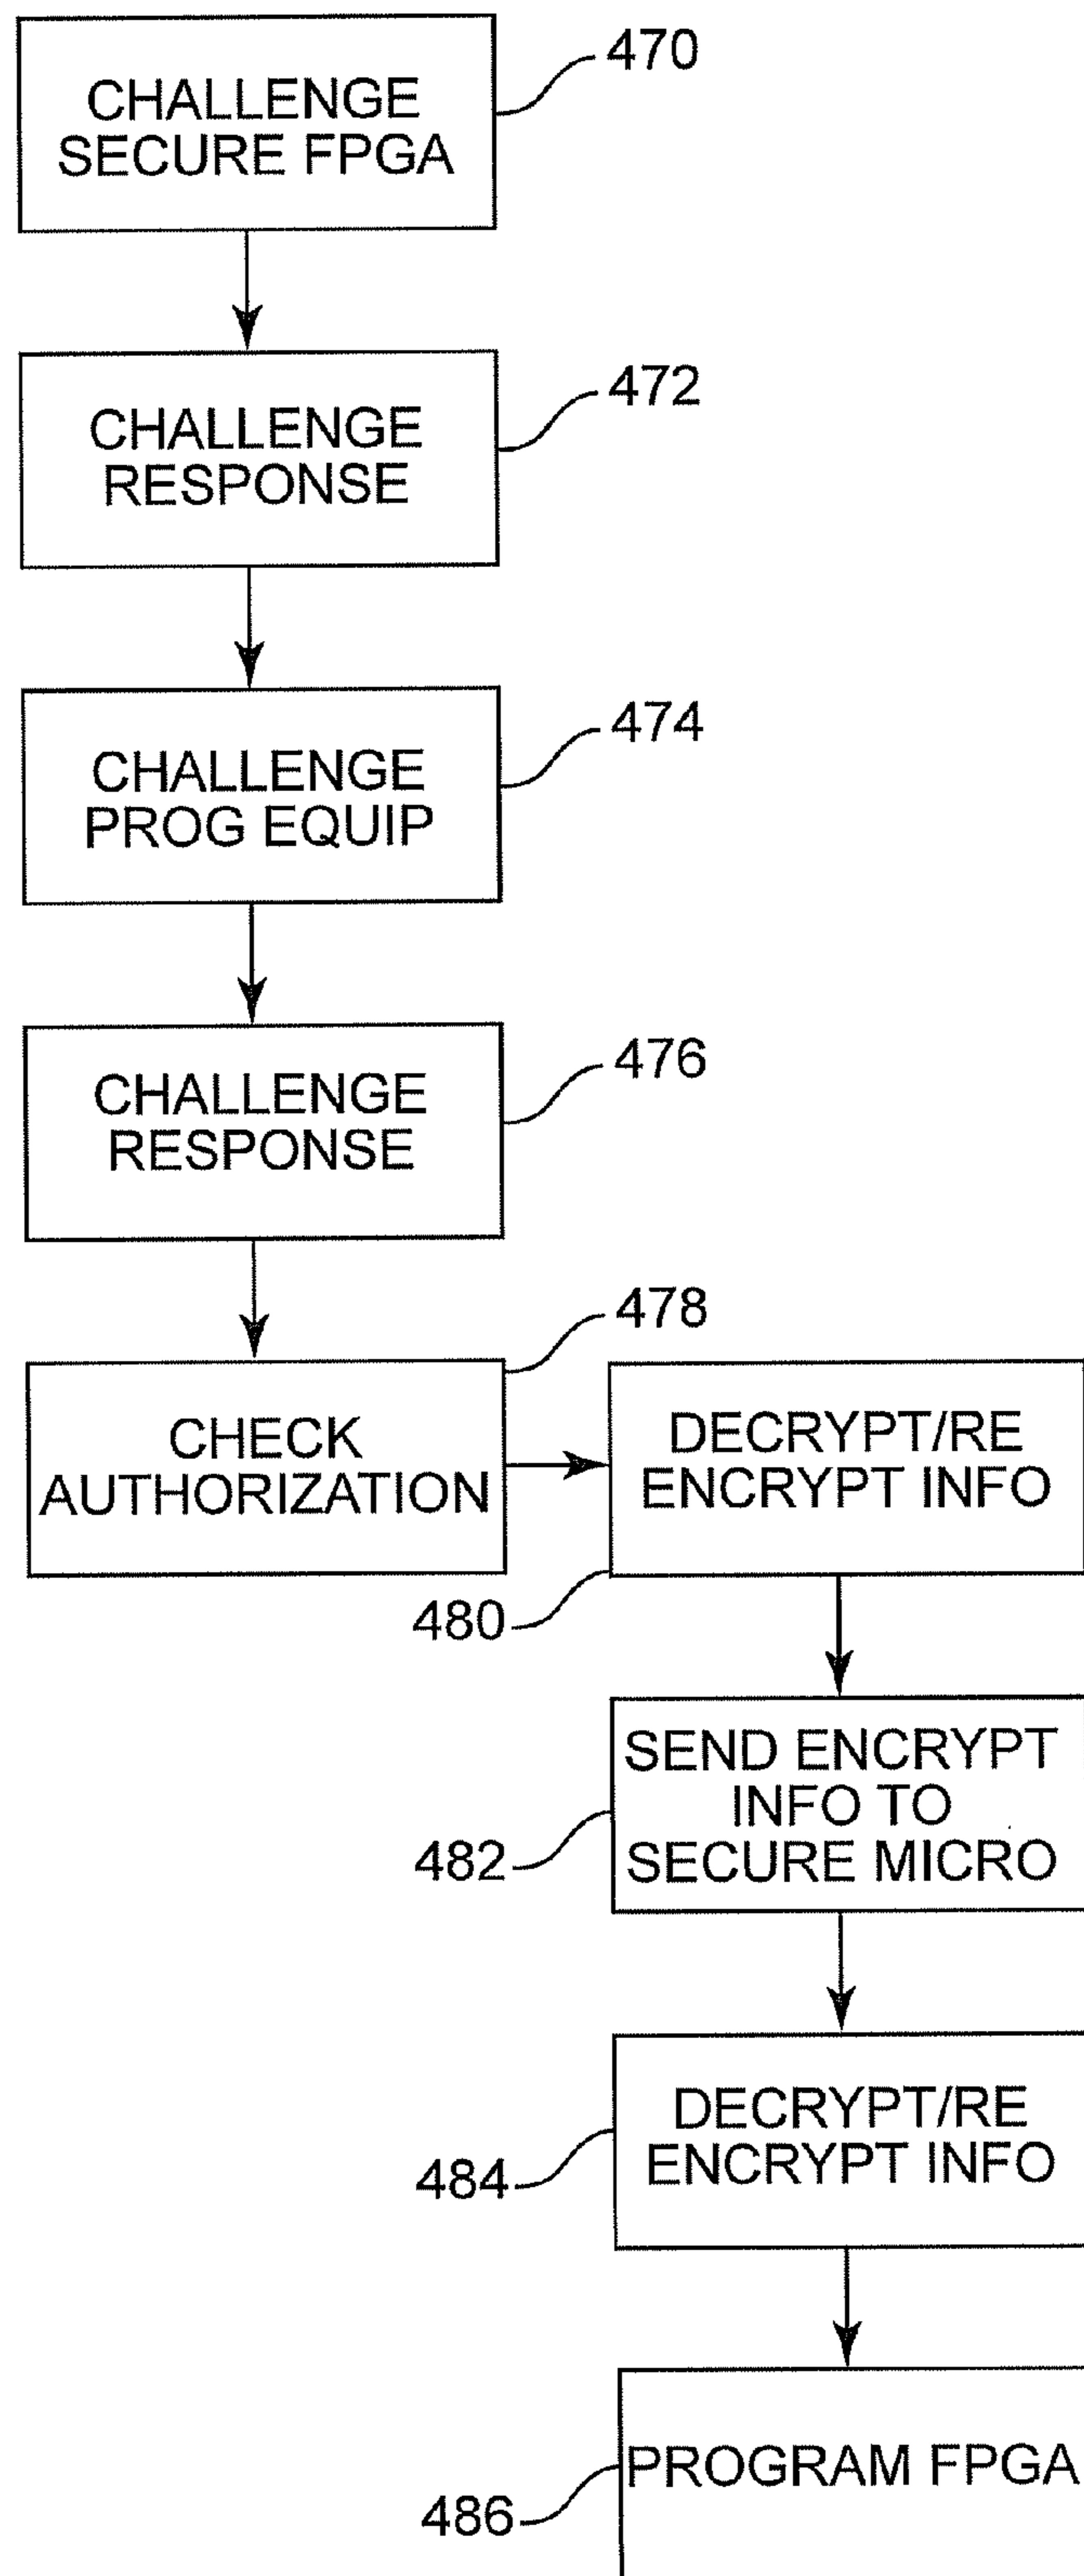 CHALLENGE
SECURE FPGA
470
CHALLENGE
RESPONSE
472
CHALLENGE
PROG EQUIP
474
CHALLENGE
RESPONSE
476
CHECK
AUTHORIZATION
478
DECRYPT/RE
ENCRYPT INFO
480
SEND ENCRYPT
INFO TO
SECURE MICRO
482
DECRYPT/RE
ENCRYPT INFO
484
PROGRAM FPGA
486